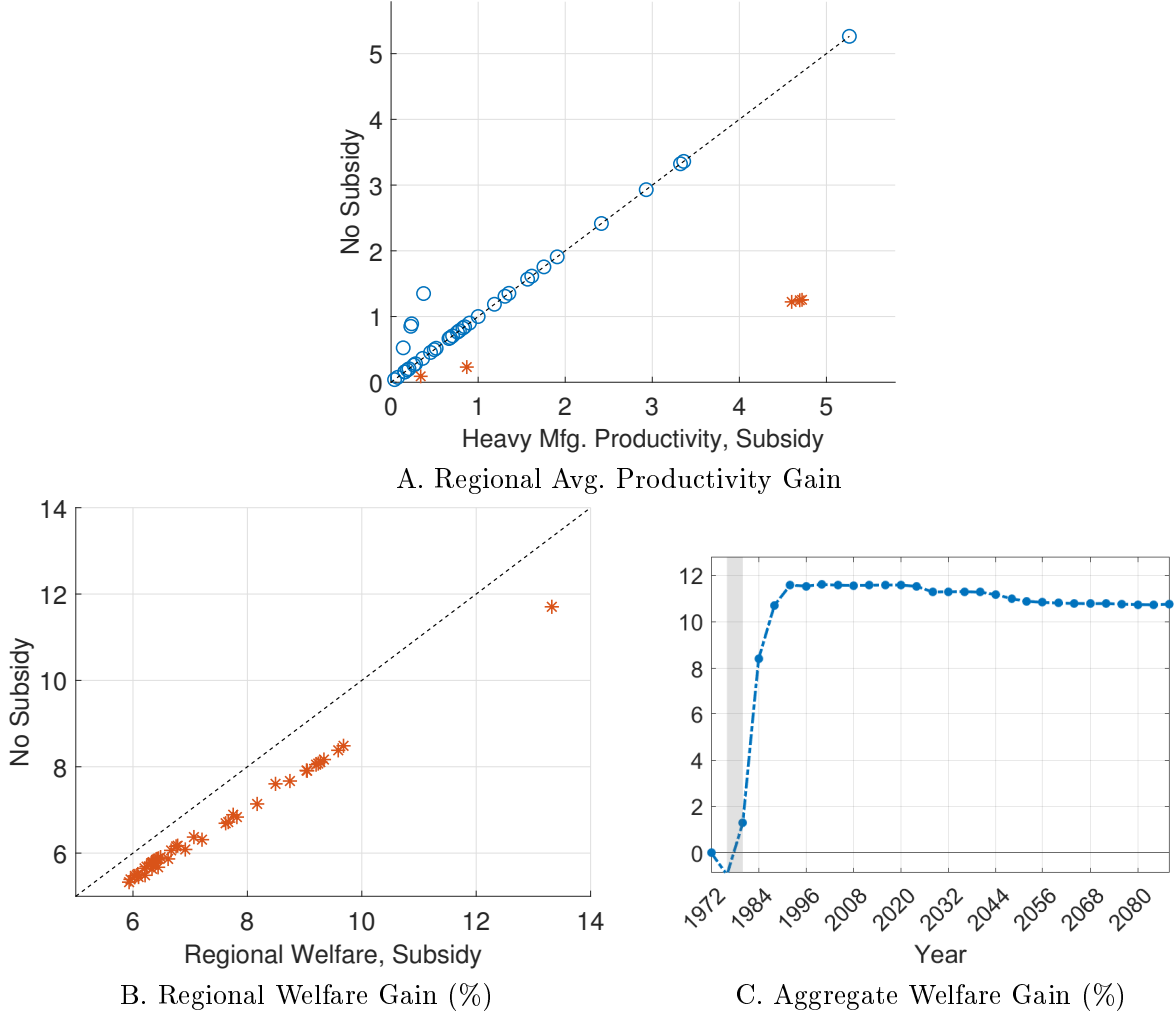 5
4
3
2
1
0
No Subsidy
0 1 2 3 4 5
Heavy Mfg. Productivity, Subsidy
A. Regional Avg. Productivity Gain
14
12
10
8
6
No Subsidy
6 8 10 12 14
Regional Welfare, Subsidy
B. Regional Welfare Gain (%)
12
10
8
6
4
2
0
1972 1984 1996 2008 2020 2032 2044 2056 2068 2080
Year
C. Aggregate Welfare Gain (%)